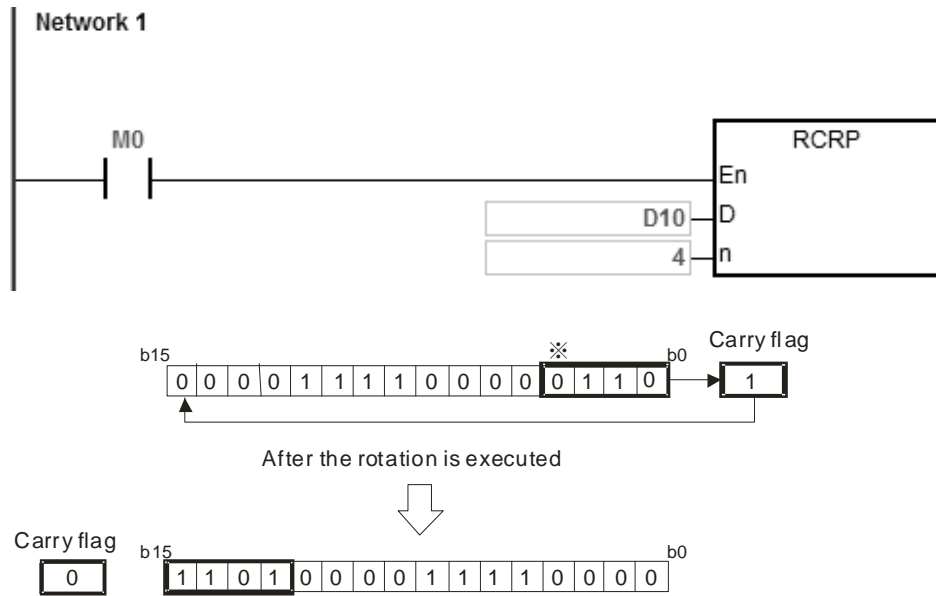 Network 1
M0
RCRP
En
D10 D
4 n
Carry flag
※
b15 b0
0 0 0 0 1 1 1 1 0 0 0 0 0 1 1 0 1
After the rotation is executed
Carry flag
b15 b0
0 1 1 0 1 0 0 0 0 1 1 1 1 0 0 0 0